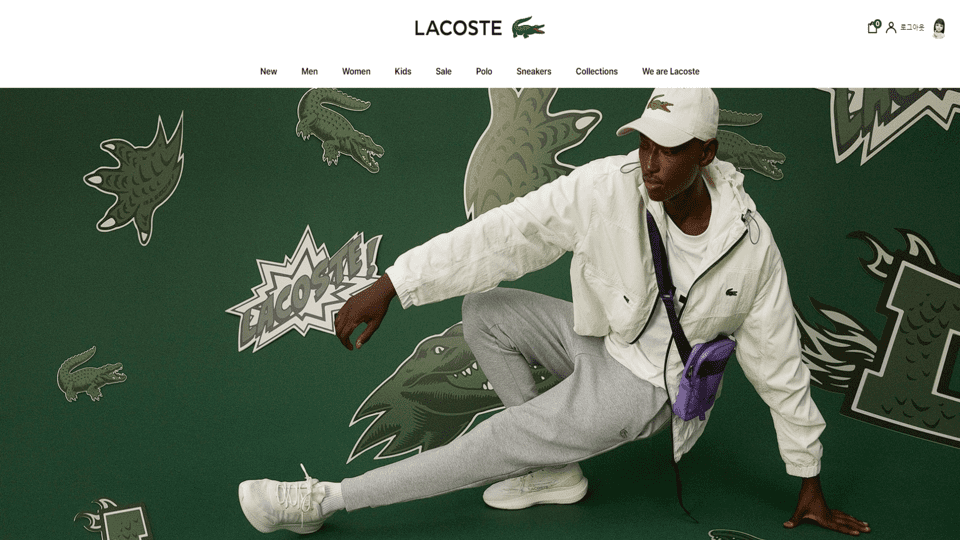 LACOSTE
0
로그아웃
New Men Women Kids Sale Polo Sneakers Collections We are Lacoste
LACOSTE!